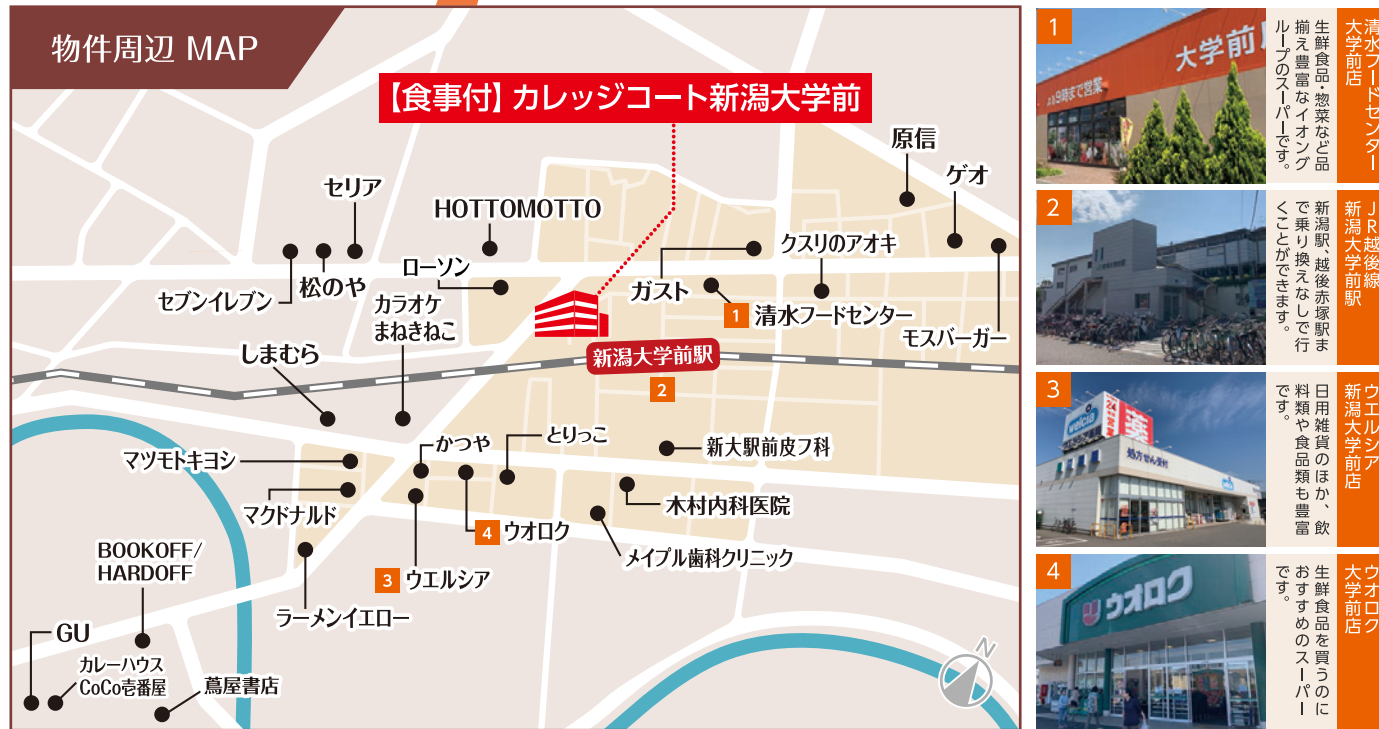 物件周辺 MAP
【食事付】カレッジコート新潟大学前
原信
ゲオ
セリア
HOTTOMOTTO
クスリのアオキ
ローソン
松のや
セブンイレブン
カラオケ
まねきねこ
ガスト
1 清水フードセンター
モスバーガー
しまむら
新潟大学前駅
2
かつや
とりっこ
新大駅前皮フ科
マツモトキヨシ
マクドナルド
木村内科医院
4 ウオロク
メイプル歯科クリニック
BOOKOFF/
HARDOFF
3 ウエルシア
ラーメンイエロー
GU
カレーハウス
CoCo壱番屋
蔦屋書店
N
1
大学前
9時まで営業
清水フードセンター
大学前店
生鮮食品・惣菜など品
揃え豊富なイオング
ループのスーパーです。
2
JR越後線
新潟大学前駅
新潟駅、越後赤塚駅ま
で乗り換えなしで行
くことができます。
3
24
welcia
薬
処方せん受付
welcia
ウエルシア
新潟大学前店
日用雑貨のほか、飲
料類や食品類も豊富
です。
4
ウオロク
ウオロク
大学前店
生鮮食品を買うのに
おすすめのスーパー
です。